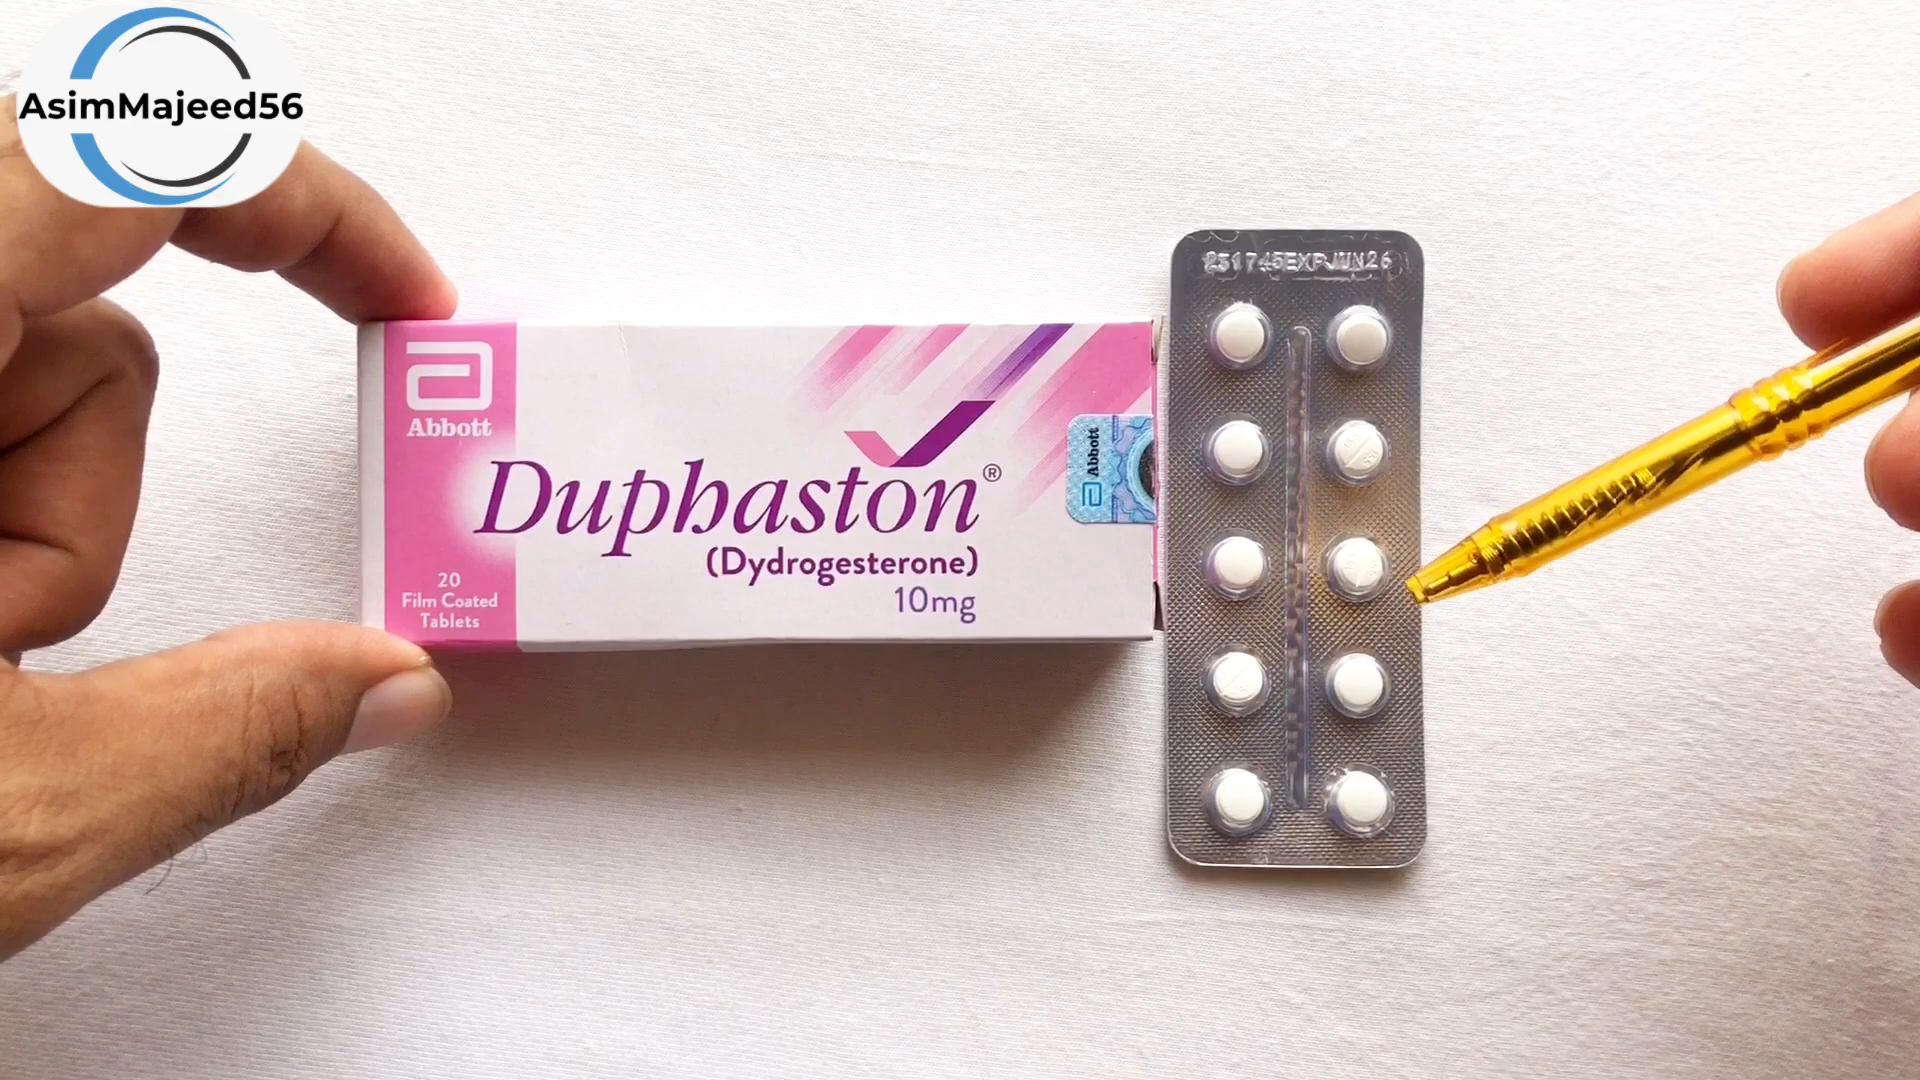 AsimMajeed56
Abbott
Duphaston®
(Dydrogesterone)
10mg
20
Film Coated
Tablets
Abbott
231745EXPJUN26